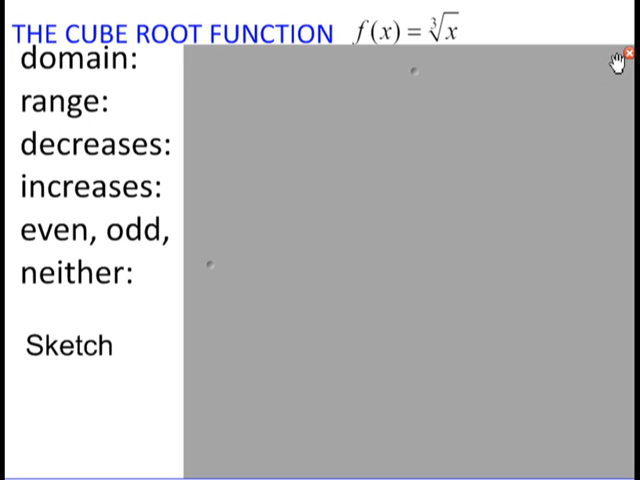 THE CUBE ROOT FUNCTION f(x) = ∛x
domain:
range:
decreases:
increases:
even, odd,
neither:
Sketch